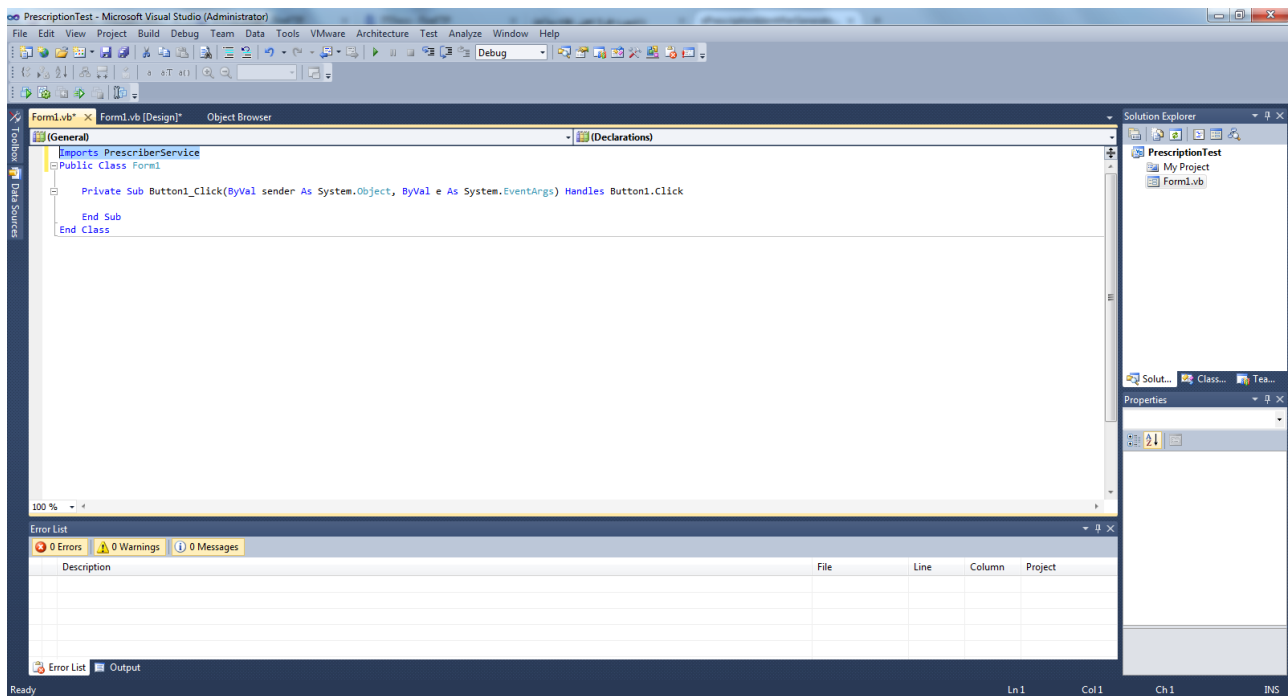 PrescriptionTest - Microsoft Visual Studio (Administrator)
File Edit View Project Build Debug Team Data Tools VMware Architecture Test Analyze Window Help
Debug
Form1.vb* Form1.vb [Design]* Object Browser
(General) (Declarations)
Imports PrescriberService
Public Class Form1
Private Sub Button1_Click(ByVal sender As System.Object, ByVal e As System.EventArgs) Handles Button1.Click
End Sub
End Class
100 %
Toolbox
Data Sources
Solution Explorer
PrescriptionTest
My Project
Form1.vb
Solut... Class... Tea...
Properties
Error List
0 Errors 0 Warnings 0 Messages
Description File Line Column Project
Error List Output
Ready Ln 1 Col 1 Ch 1 INS